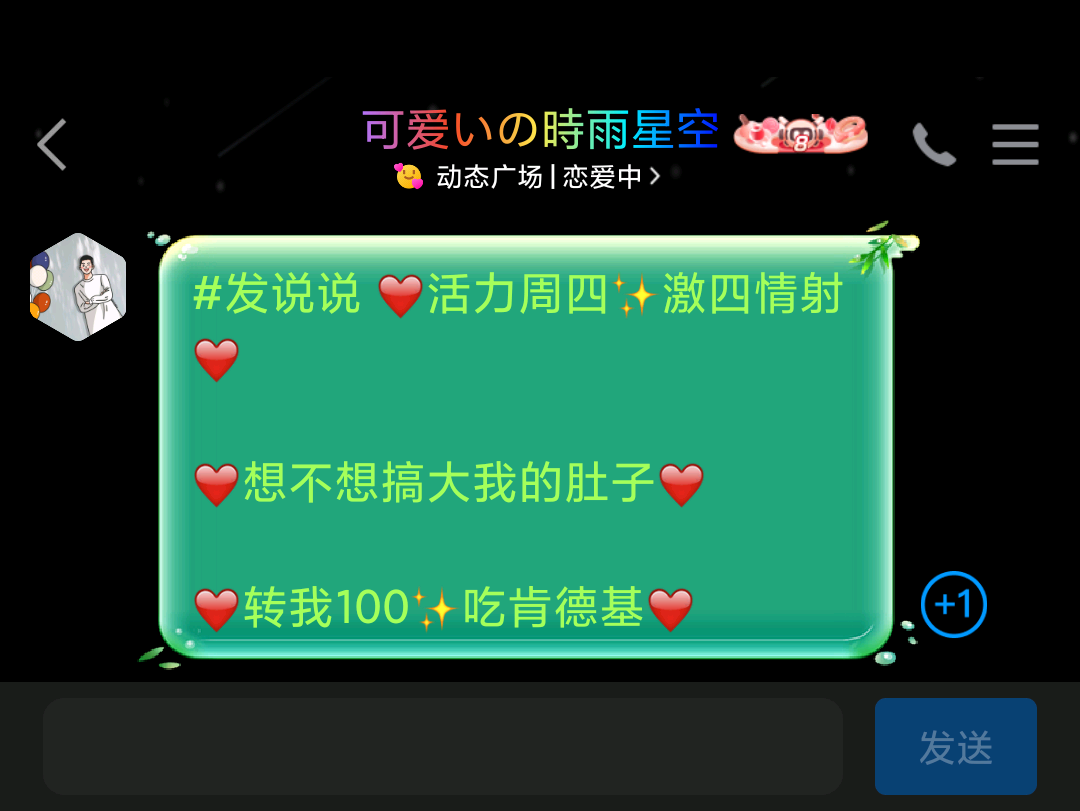 可爱いの時雨星空 8
🥰 动态广场|恋爱中>
#发说说 ❤️活力周四✨激四情射
❤️
❤️想不想搞大我的肚子❤️
❤️转我100✨吃肯德基❤️
+1
发送